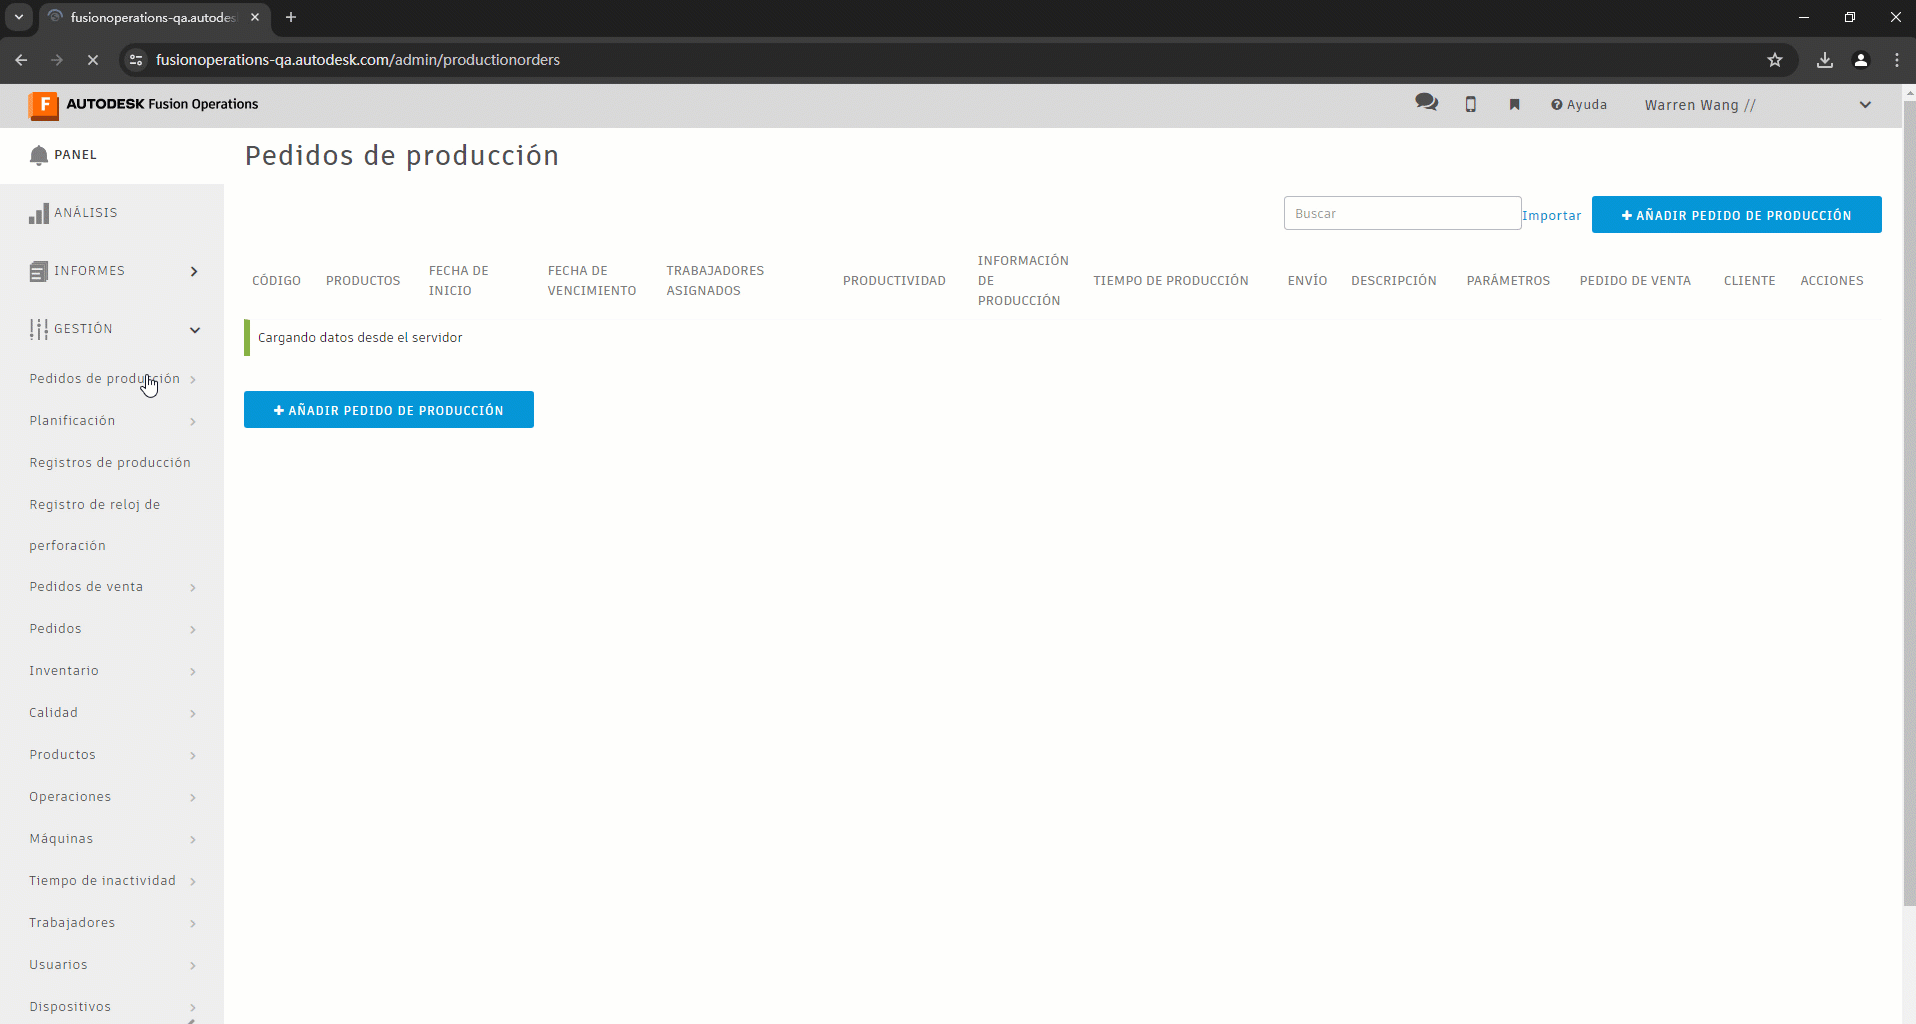 fusionoperations-qa.autodes
fusionoperations-qa.autodesk.com/admin/productionorders
F AUTODESK Fusion Operations
Ayuda
Warren Wang //
PANEL
ANÁLISIS
INFORMES
GESTIÓN
Pedidos de producción
Planificación
Registros de producción
Registro de reloj de
perforación
Pedidos de venta
Pedidos
Inventario
Calidad
Productos
Operaciones
Máquinas
Tiempo de inactividad
Trabajadores
Usuarios
Dispositivos
Pedidos de producción
Buscar
Importar
+ AÑADIR PEDIDO DE PRODUCCIÓN
CÓDIGO
PRODUCTOS
FECHA DE
INICIO
FECHA DE
VENCIMIENTO
TRABAJADORES
ASIGNADOS
PRODUCTIVIDAD
INFORMACIÓN
DE
PRODUCCIÓN
TIEMPO DE PRODUCCIÓN
ENVÍO
DESCRIPCIÓN
PARÁMETROS
PEDIDO DE VENTA
CLIENTE
ACCIONES
Cargando datos desde el servidor
+ AÑADIR PEDIDO DE PRODUCCIÓN